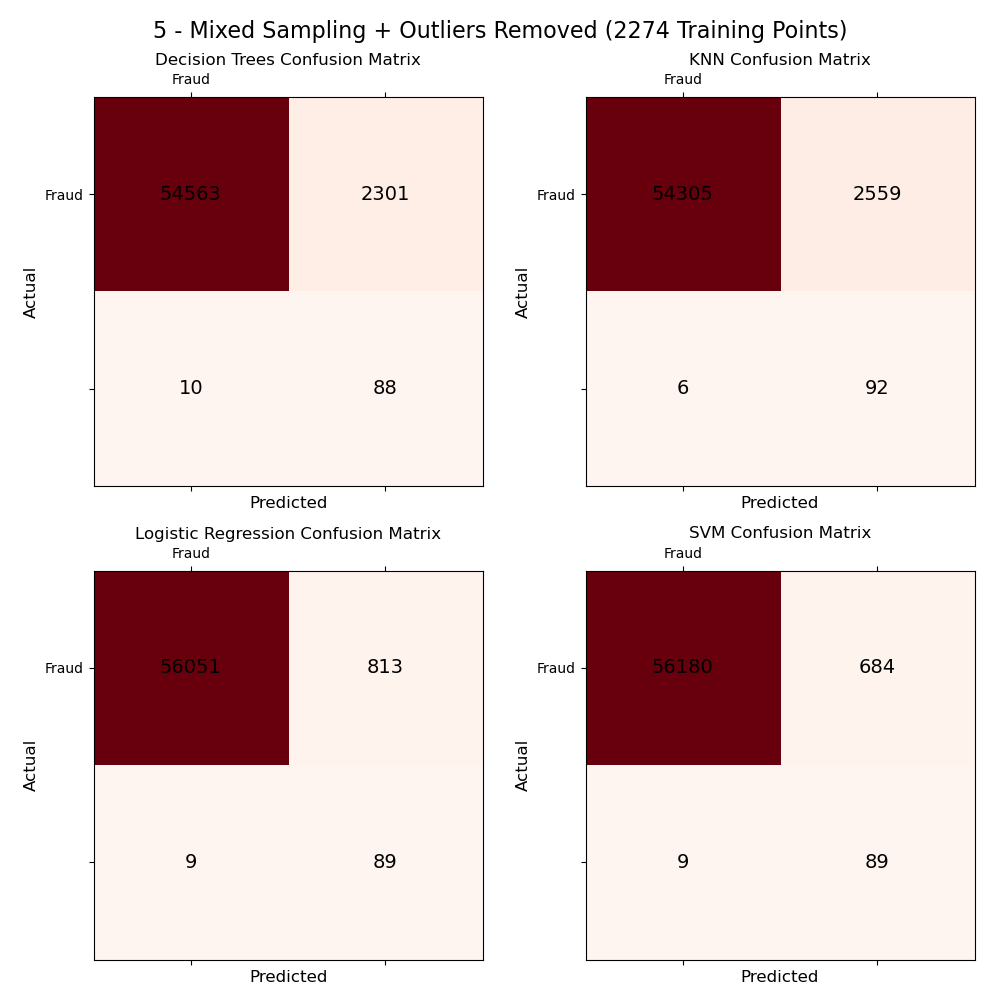 5 - Mixed Sampling + Outliers Removed (2274 Training Points)
Decision Trees Confusion Matrix
Fraud
Fraud
54563
2301
10
88
Actual
Predicted
KNN Confusion Matrix
Fraud
Fraud
54305
2559
6
92
Actual
Predicted
Logistic Regression Confusion Matrix
Fraud
Fraud
56051
813
9
89
Actual
Predicted
SVM Confusion Matrix
Fraud
Fraud
56180
684
9
89
Actual
Predicted